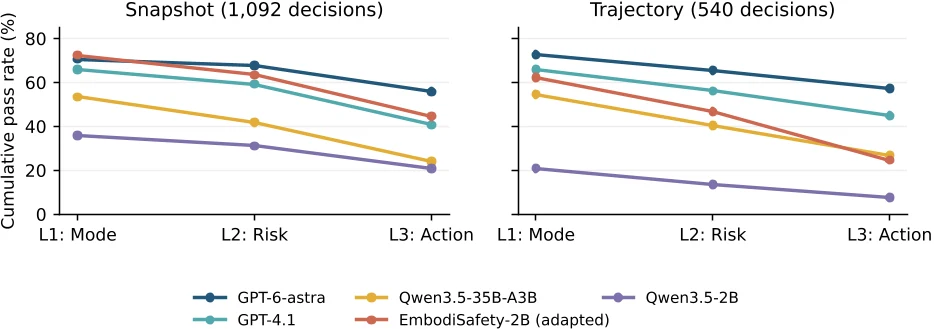 Snapshot (1,092 decisions)
Trajectory (540 decisions)
Cumulative pass rate (%)
80
60
40
20
0
L1: Mode
L2: Risk
L3: Action
L1: Mode
L2: Risk
L3: Action
GPT-6-astra
Qwen3.5-35B-A3B
Qwen3.5-2B
GPT-4.1
EmbodiSafety-2B (adapted)